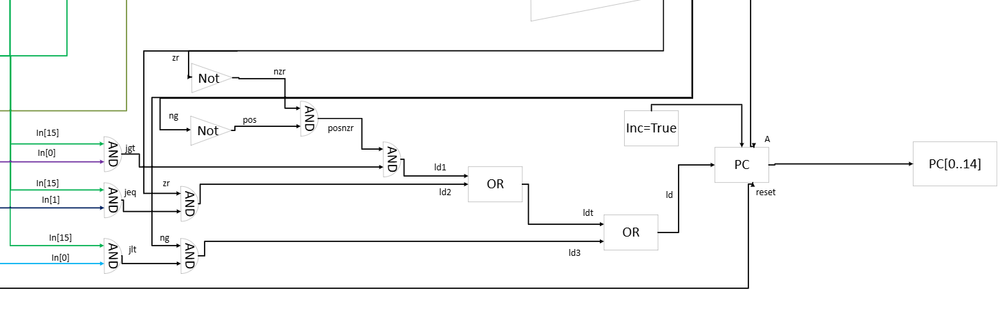 zr
Not
nzr
ng
Not
pos
AND
posnzr
Inc=True
In[15]
In[0]
AND
jgt
AND
A
PC
PC[0..14]
ld1
OR
ld2
In[15]
In[1]
AND
jeq
zr
AND
ld
reset
ldt
OR
ld3
In[15]
In[0]
AND
jlt
ng
AND